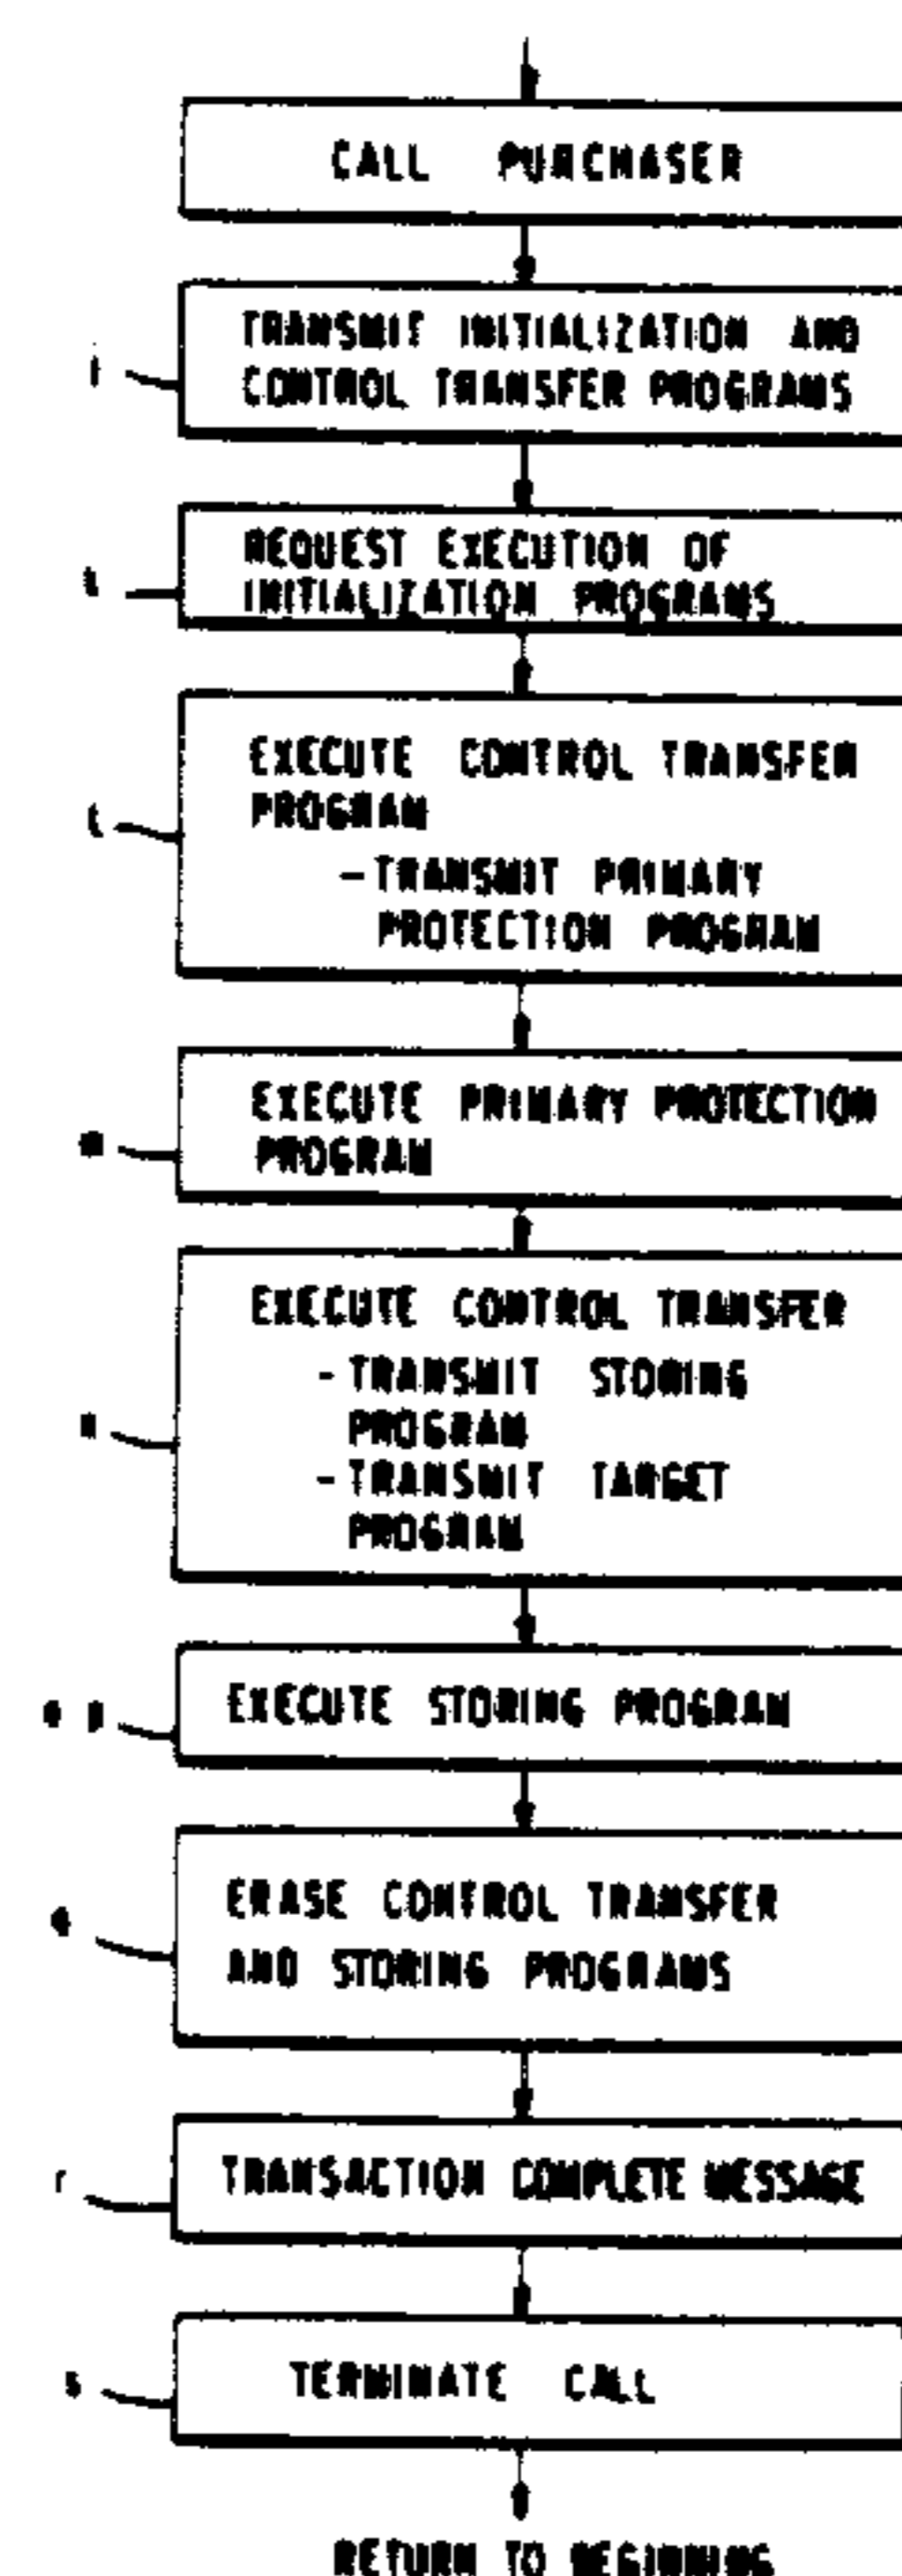 CALL PURCHASER
TRANSMIT INITIALIZATION AND
CONTROL TRANSFER PROGRAMS
REQUEST EXECUTION OF
INITIALIZATION PROGRAMS
EXECUTE CONTROL TRANSFER
PROGRAM
-TRANSMIT PRIMARY
PROTECTION PROGRAM
l
EXECUTE PRIMARY PROTECTION
PROGRAM
m
EXECUTE CONTROL TRANSFER
-TRANSMIT STORING
PROGRAM
-TRANSMIT TARGET
PROGRAM
n
o p
EXECUTE STORING PROGRAM
ERASE CONTROL TRANSFER
AND STORING PROGRAMS
q
r
TRANSACTION COMPLETE MESSAGE
s
TERMINATE CALL
RETURN TO BEGINNING